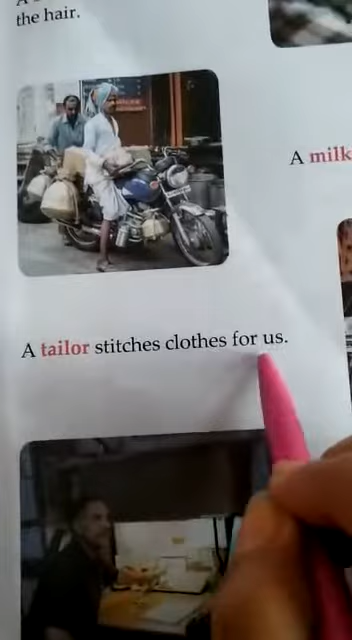 the hair.
A milk
A tailor stitches clothes for us.